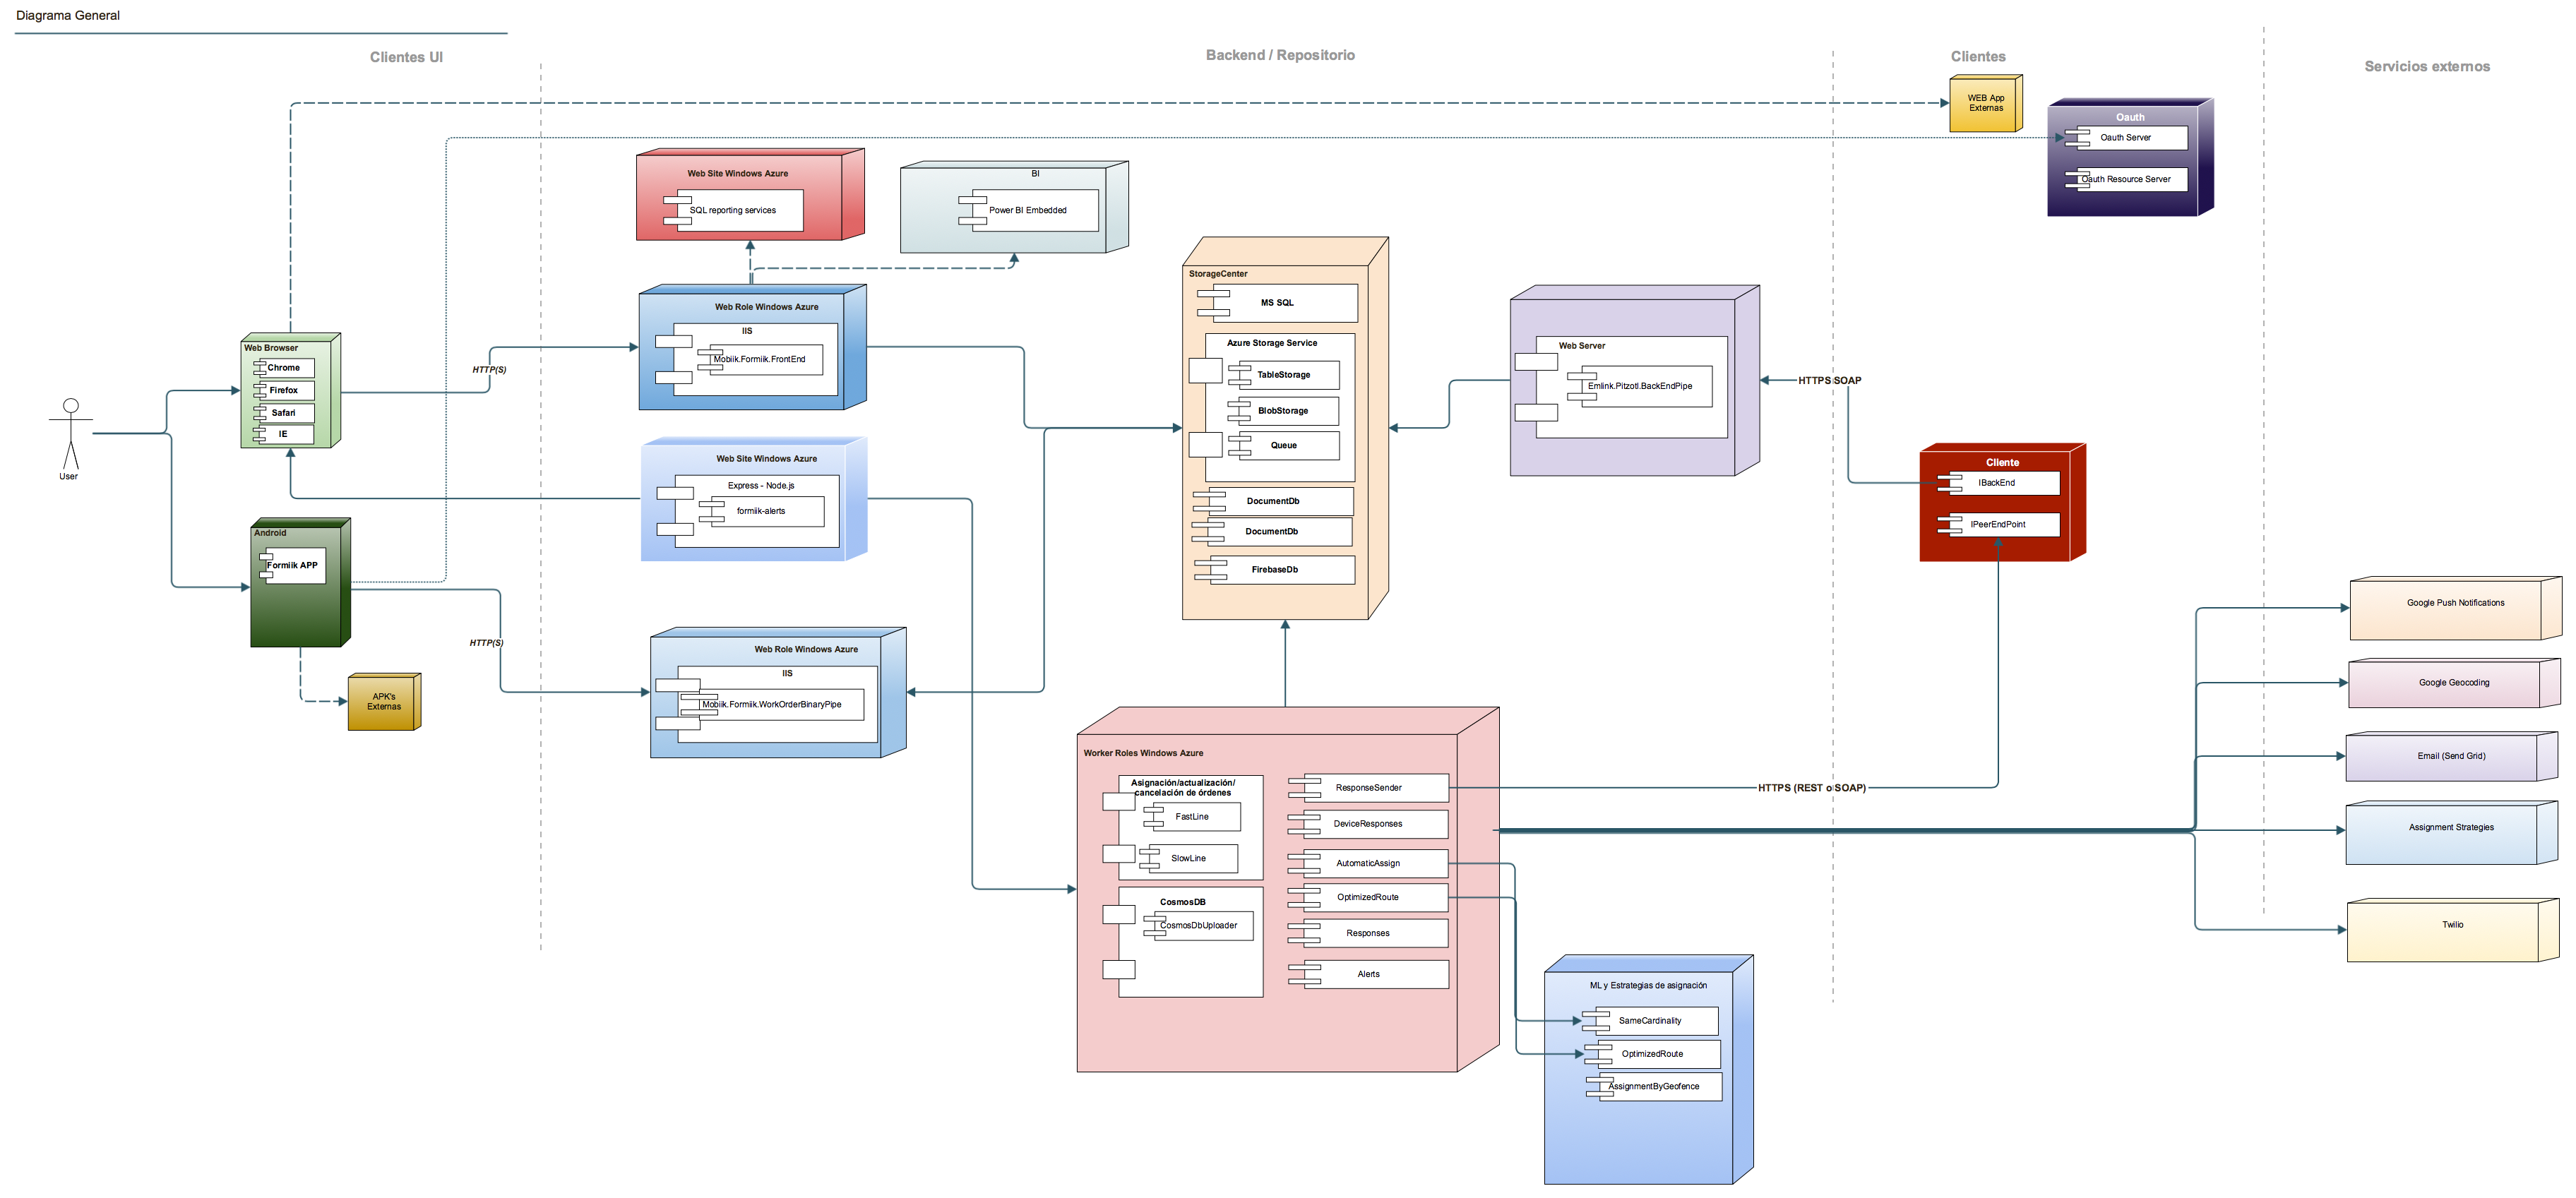 Diagrama General
Clientes UI
Backend / Repositorio
Clientes
Servicios externos
WEB App
Externas
Oauth
Oauth Server
Oauth Resource Server
Web Site Windows Azure
SQL reporting services
BI
Power BI Embedded
Web Role Windows Azure
IIS
Mobiik.Formiik.FrontEnd
StorageCenter
MS SQL
Azure Storage Service
TableStorage
BlobStorage
Queue
DocumentDb
DocumentDb
FirebaseDb
Web Server
Emlink.Pitzotl.BackEndPipe
HTTPS SOAP
Web Browser
Chrome
Firefox
Safari
IE
HTTP(S)
User
Web Site Windows Azure
Express - Node.js
formiik-alerts
Cliente
IBackEnd
IPeerEndPoint
Android
Formiik APP
HTTP(S)
APK's
Externas
Web Role Windows Azure
IIS
Mobiik.Formiik.WorkOrderBinaryPipe
Worker Roles Windows Azure
Asignación/actualización/
cancelación de órdenes
FastLine
SlowLine
CosmosDB
CosmosDbUploader
ResponseSender
DeviceResponses
AutomaticAssign
OptimizedRoute
Responses
Alerts
HTTPS (REST o SOAP)
ML y Estrategias de asignación
SameCardinality
OptimizedRoute
AssignmentByGeofence
Google Push Notifications
Google Geocoding
Email (Send Grid)
Assignment Strategies
Twilio